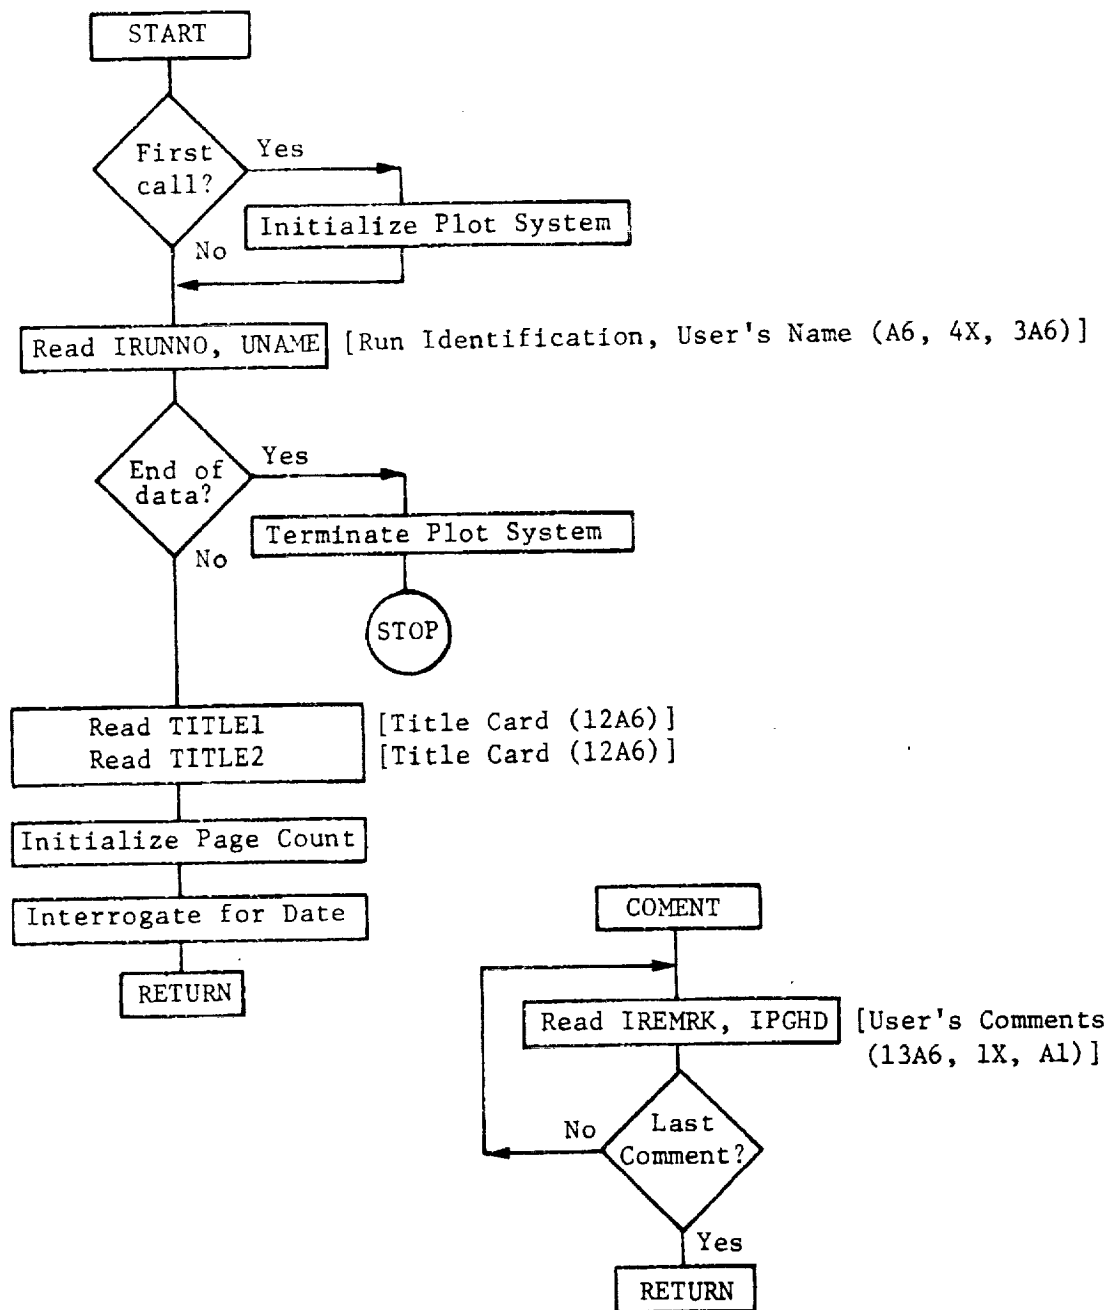 START
First
call?
Yes
Initialize Plot System
No
Read IRUNNO, UNAME
[Run Identification, User's Name (A6, 4X, 3A6)]
End of
data?
Yes
Terminate Plot System
No
STOP
Read TITLE1
[Title Card (12A6)]
Read TITLE2
[Title Card (12A6)]
Initialize Page Count
Interrogate for Date
RETURN
COMENT
Read IREMRK, IPGHD
[User's Comments
(13A6, 1X, A1)]
Last
Comment?
No
Yes
RETURN